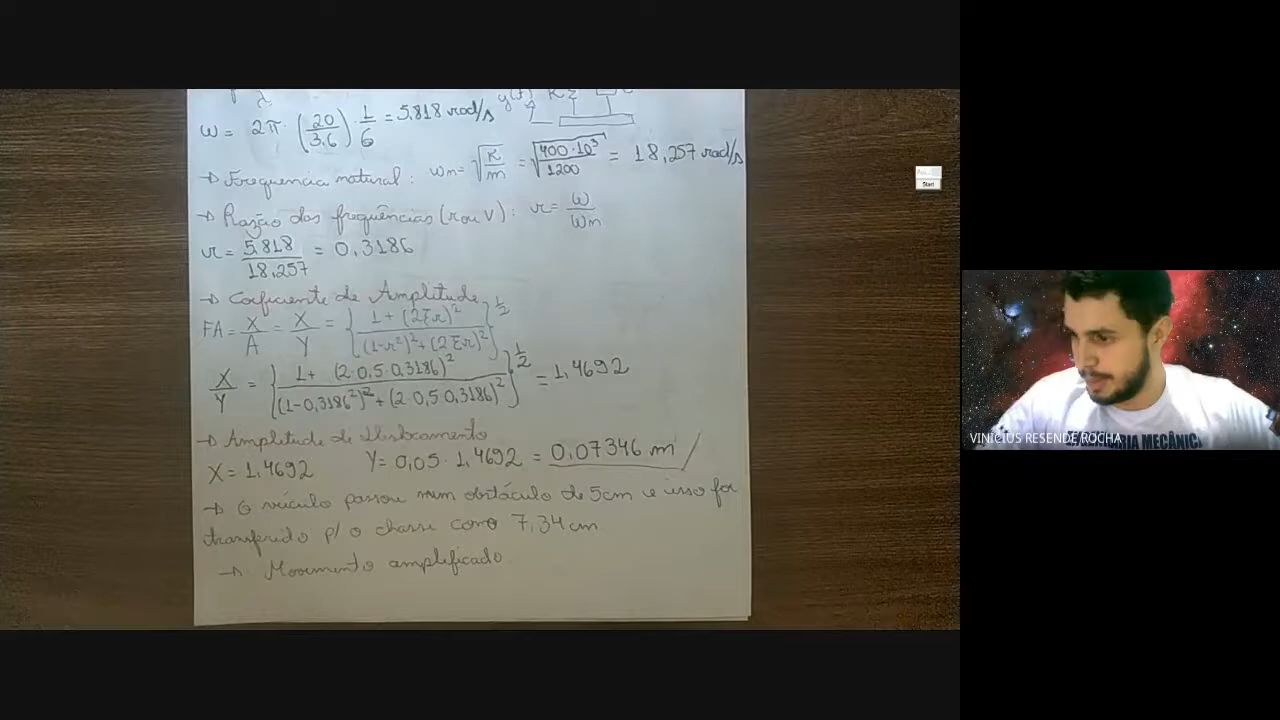 λ y(t) K C
ω = 2π · (20/3,6) · 1/6 = 5,818 rad/s
→ Frequencia natural: ωn = √(K/m) = √(400·10³/1200) = 18,257 rad/s
→ Razão das frequências (r ou V): r = ω/ωn
r = 5,818/18,257 = 0,3186
→ Coeficiente de Amplitude
FA = X/A = X/Y = {1 + (2ξr)²/(1-r²)² + (2ξr)²}^1/2
X/Y = {1 + (2·0,5·0,3186)²/(1-0,3186²)² + (2·0,5·0,3186)²}^1/2 = 1,4692
→ Amplitude de deslocamento
X = 1,4692 Y = 0,05 · 1,4692 = 0,07346 m
→ O veículo passou num obstáculo de 5cm e isso foi
transferido p/ o chassi como 7,34 cm
→ Movimento amplificado
Start
VINICIUS RESENDE ROCHA
MECÂNICA